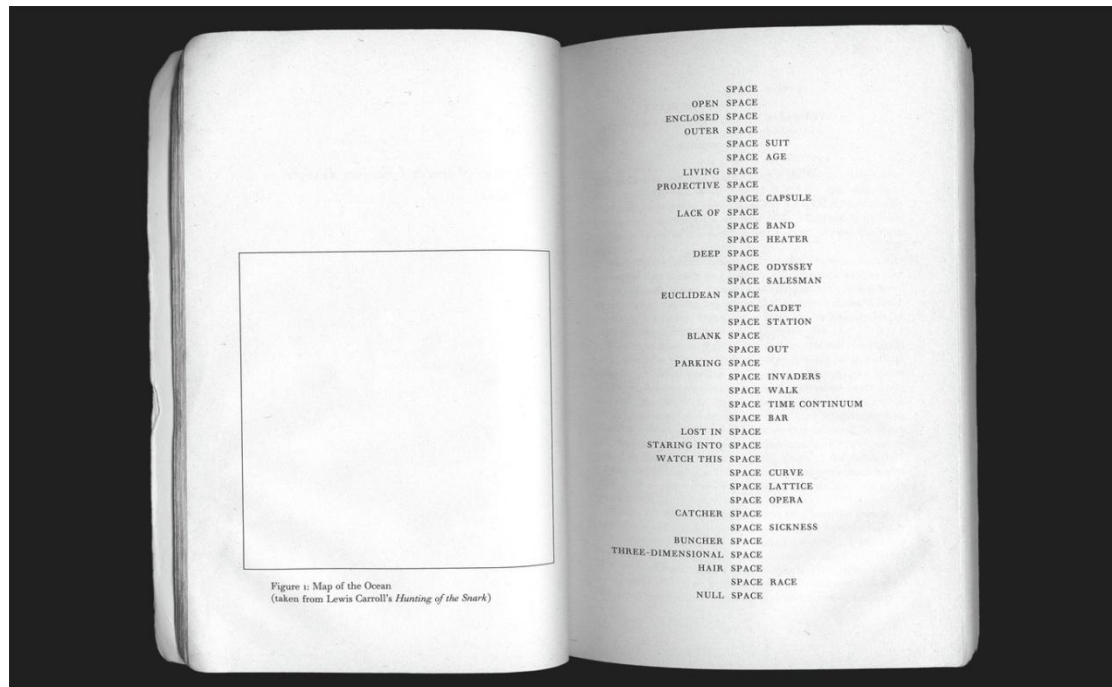 Figure 1: Map of the Ocean
(taken from Lewis Carroll's Hunting of the Snark)
SPACE
OPEN SPACE
ENCLOSED SPACE
OUTER SPACE
SPACE SUIT
SPACE AGE
LIVING SPACE
PROJECTIVE SPACE
SPACE CAPSULE
LACK OF SPACE
SPACE BAND
SPACE HEATER
DEEP SPACE
SPACE ODYSSEY
SPACE SALESMAN
EUCLIDEAN SPACE
SPACE CADET
SPACE STATION
BLANK SPACE
SPACE OUT
PARKING SPACE
SPACE INVADERS
SPACE WALK
SPACE TIME CONTINUUM
SPACE BAR
LOST IN SPACE
STARING INTO SPACE
WATCH THIS SPACE
SPACE CURVE
SPACE LATTICE
SPACE OPERA
CATCHER SPACE
SPACE SICKNESS
BUNCHER SPACE
THREE-DIMENSIONAL SPACE
HAIR SPACE
SPACE RACE
NULL SPACE